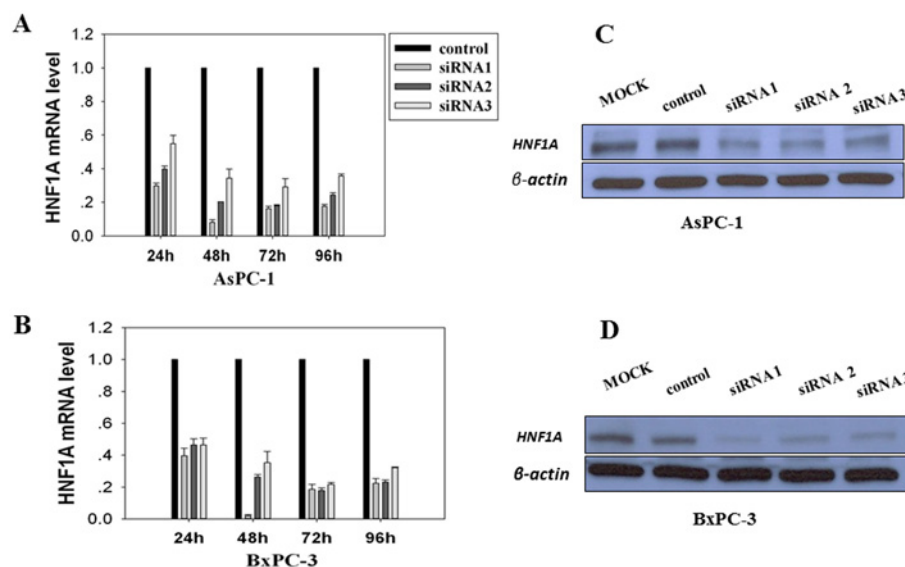 A
HNF1A mRNA level
1.2
1.0
.8
.6
.4
.2
0.0
24h 48h 72h 96h
AsPC-1
control
siRNA1
siRNA2
siRNA3
B
HNF1A mRNA level
1.2
1.0
.8
.6
.4
.2
0.0
24h 48h 72h 96h
BxPC-3
C
MOCK control siRNA1 siRNA 2 siRNA3
HNF1A
β-actin
AsPC-1
D
MOCK control siRNA1 siRNA 2 siRNA3
HNF1A
β-actin
BxPC-3